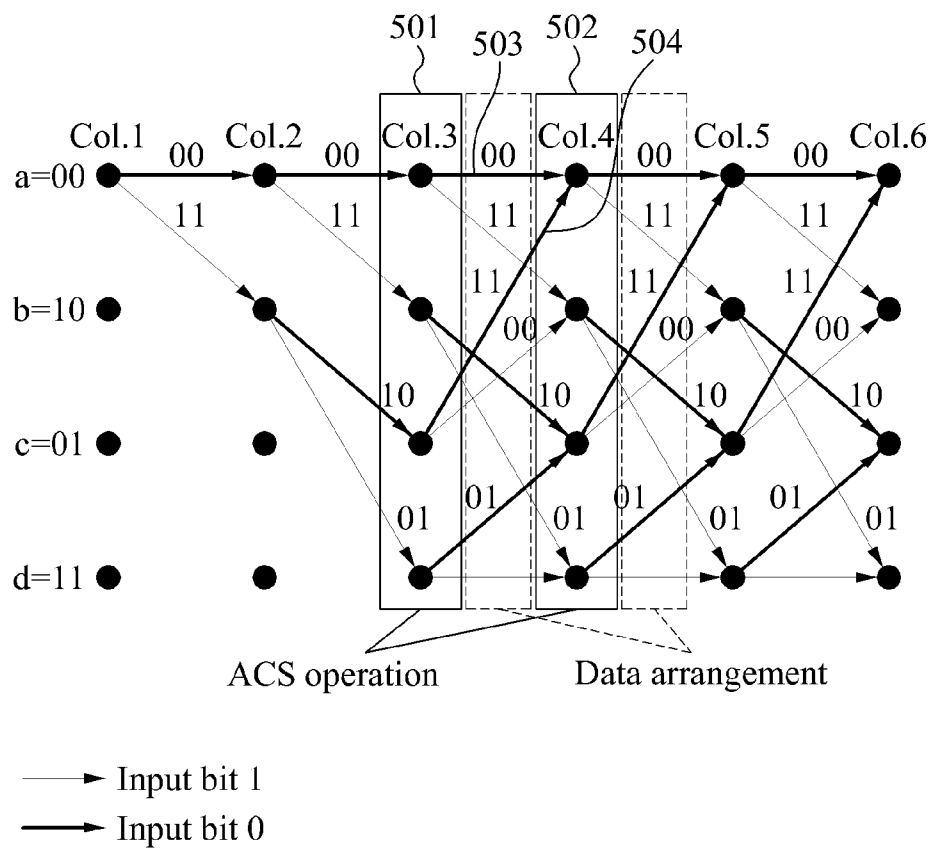 501 503 502 504
Col.1 Col.2 Col.3 Col.4 Col.5 Col.6
00 00 00 00 00
a=00
11 11 11 11 11
11 11 11
b=10
00 00 00
10 10 10 10
c=01
01 01 01
01 01 01 01
d=11
ACS operation Data arrangement
Input bit 1
Input bit 0